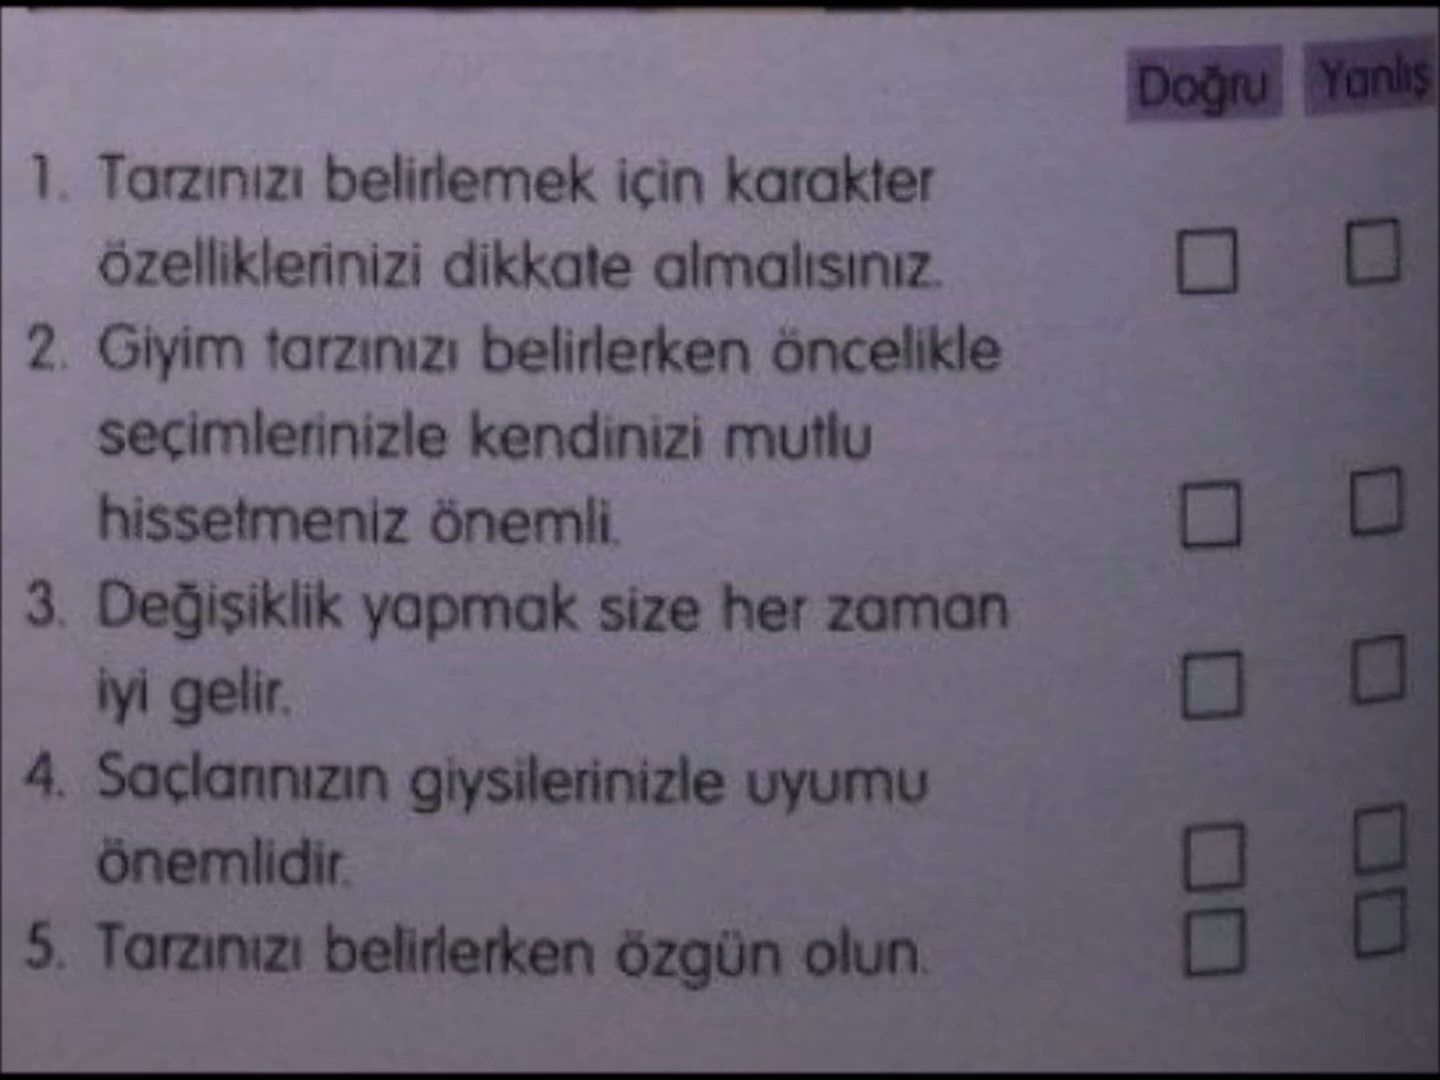 Doğru Yanlış
1. Tarzınızı belirlemek için karakter
özelliklerinizi dikkate almalısınız.
2. Giyim tarzınızı belirlerken öncelikle
seçimlerinizle kendinizi mutlu
hissetmeniz önemli.
3. Değişiklik yapmak size her zaman
iyi gelir.
4. Saçlarınızın giysilerinizle uyumu
önemlidir.
5. Tarzınızı belirlerken özgün olun.